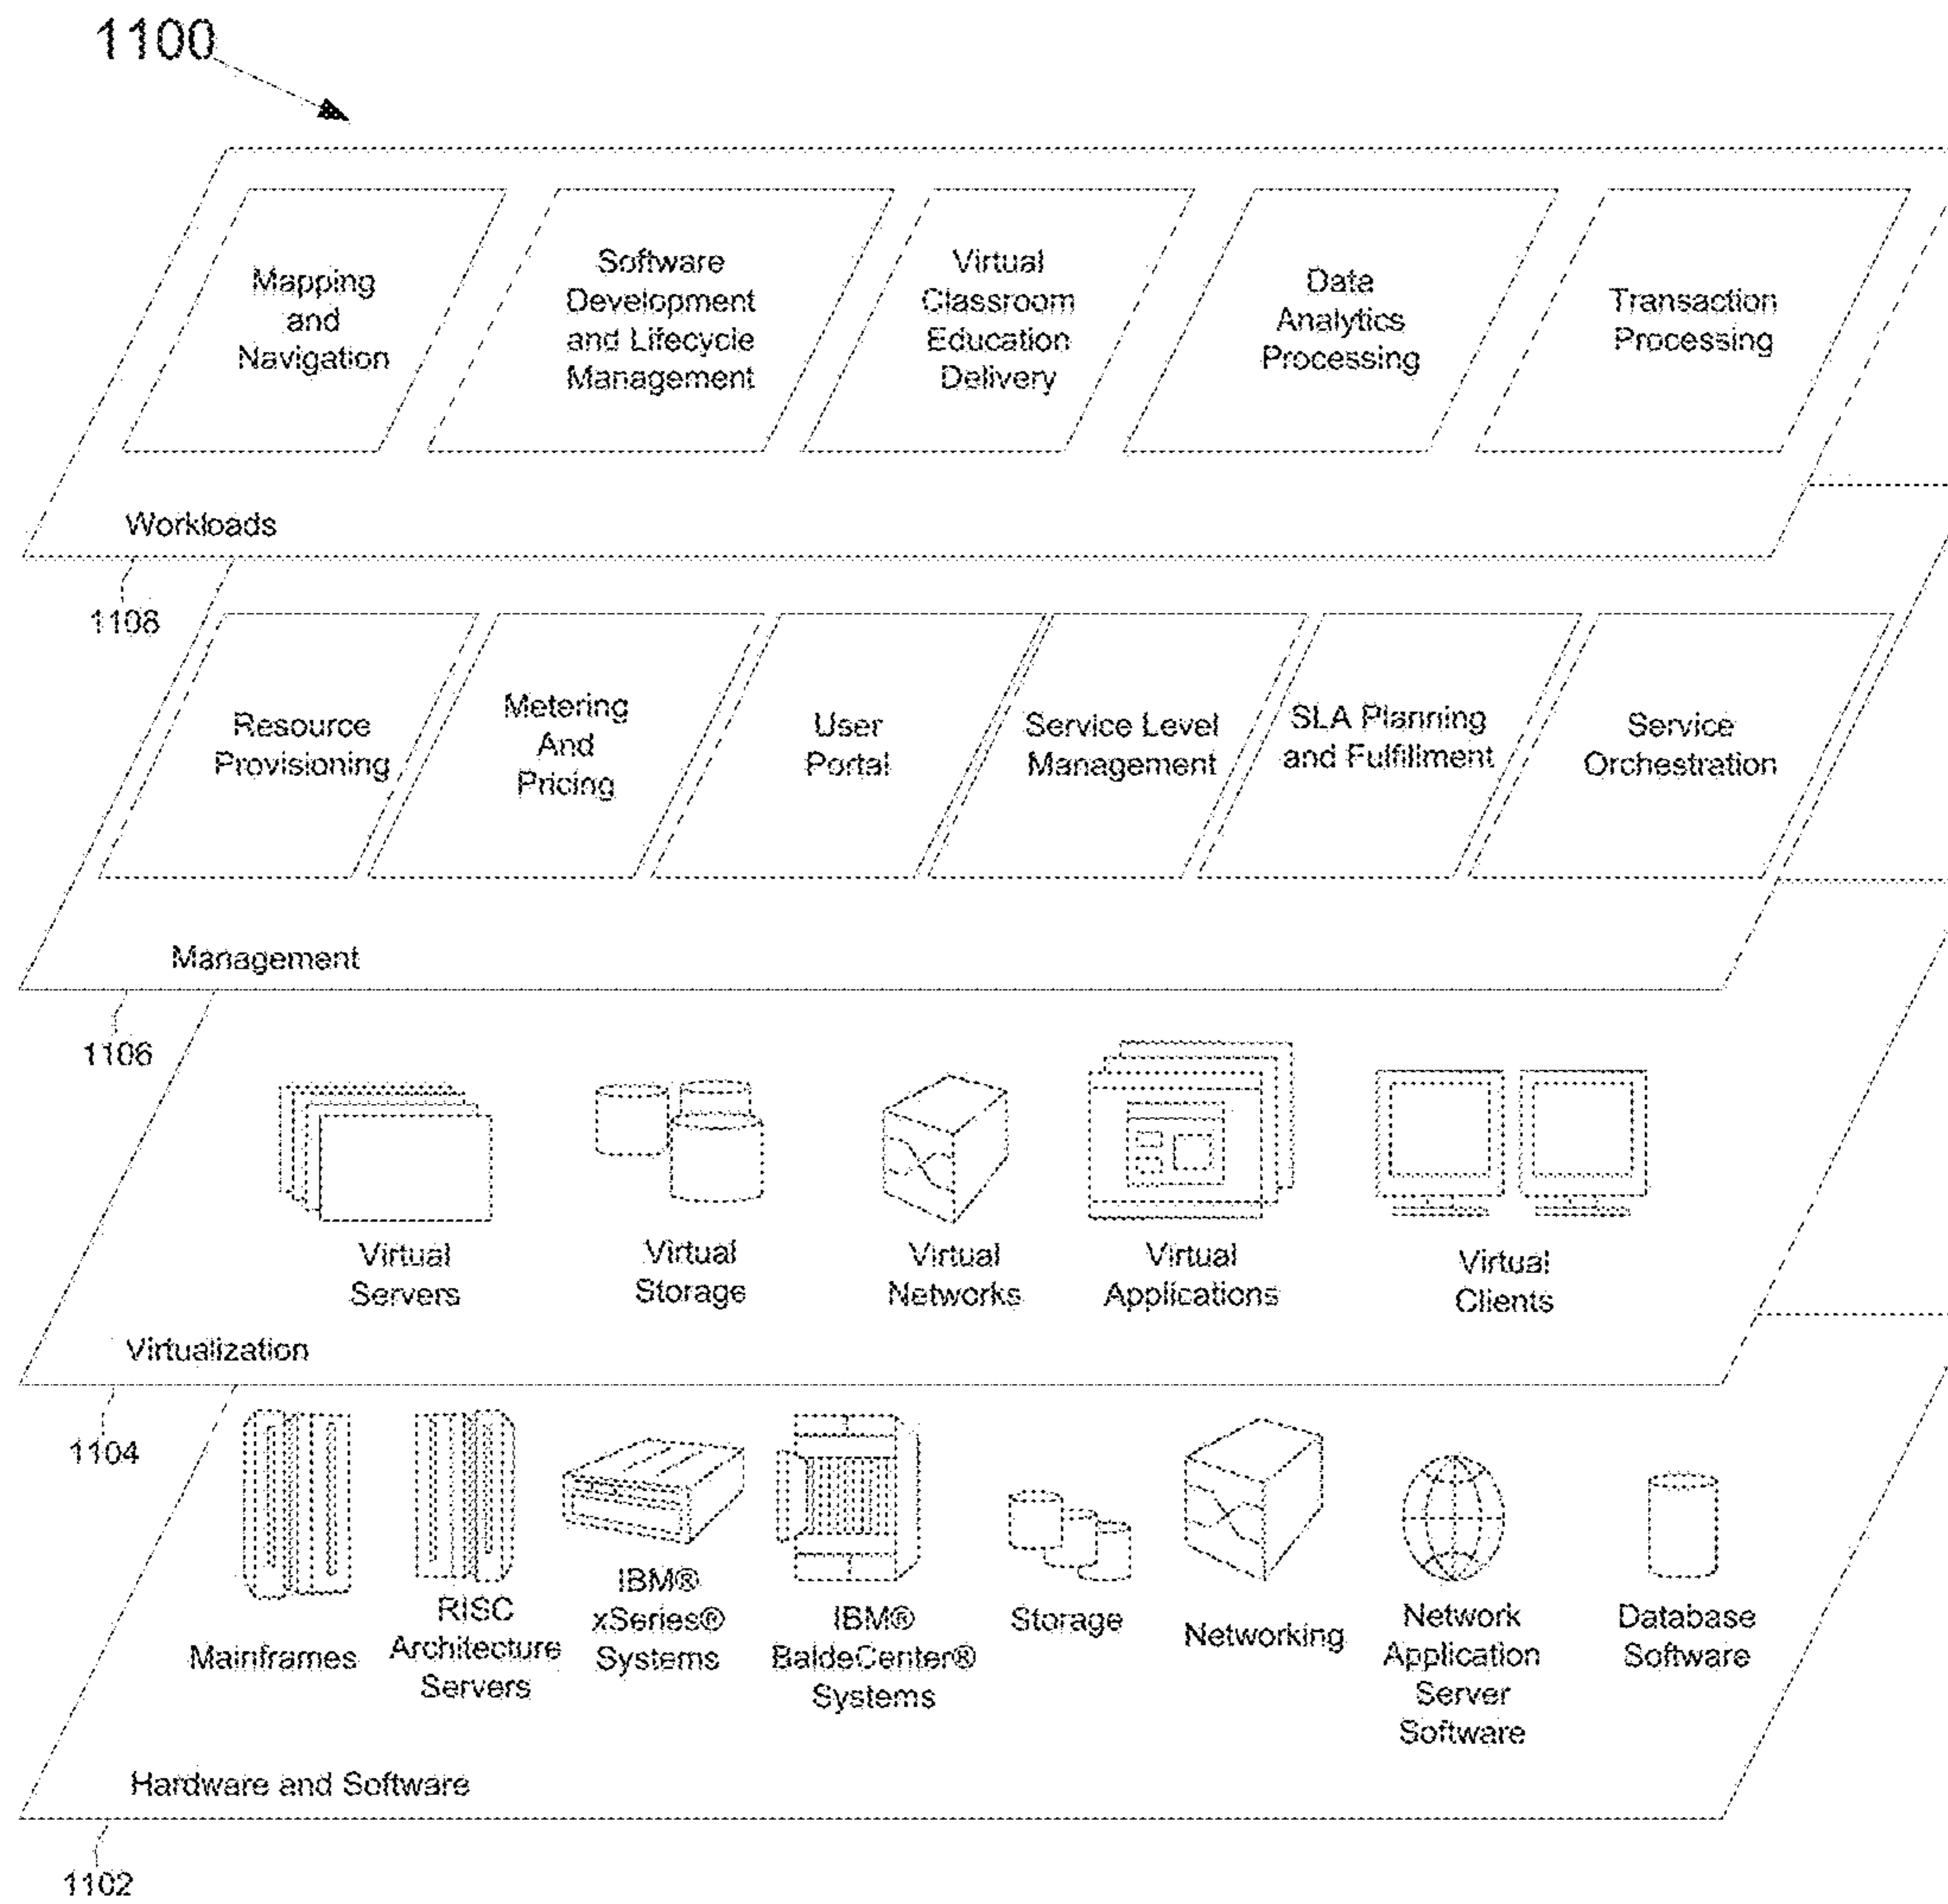 1100
Mapping
and
Navigation
Software
Development
and Lifecycle
Management
Virtual
Classroom
Education
Delivery
Data
Analytics
Processing
Transaction
Processing
Workloads
1108
Resource
Provisioning
Metering
And
Pricing
User
Portal
Service Level
Management
SLA Planning
and Fulfillment
Service
Orchestration
Management
1106
Virtual
Servers
Virtual
Storage
Virtual
Networks
Virtual
Applications
Virtual
Clients
Virtualization
1104
Mainframes
RISC
Architecture
Servers
IBM®
xSeries®
Systems
IBM®
BaldeCenter®
Systems
Storage
Networking
Network
Application
Server
Software
Database
Software
Hardware and Software
1102